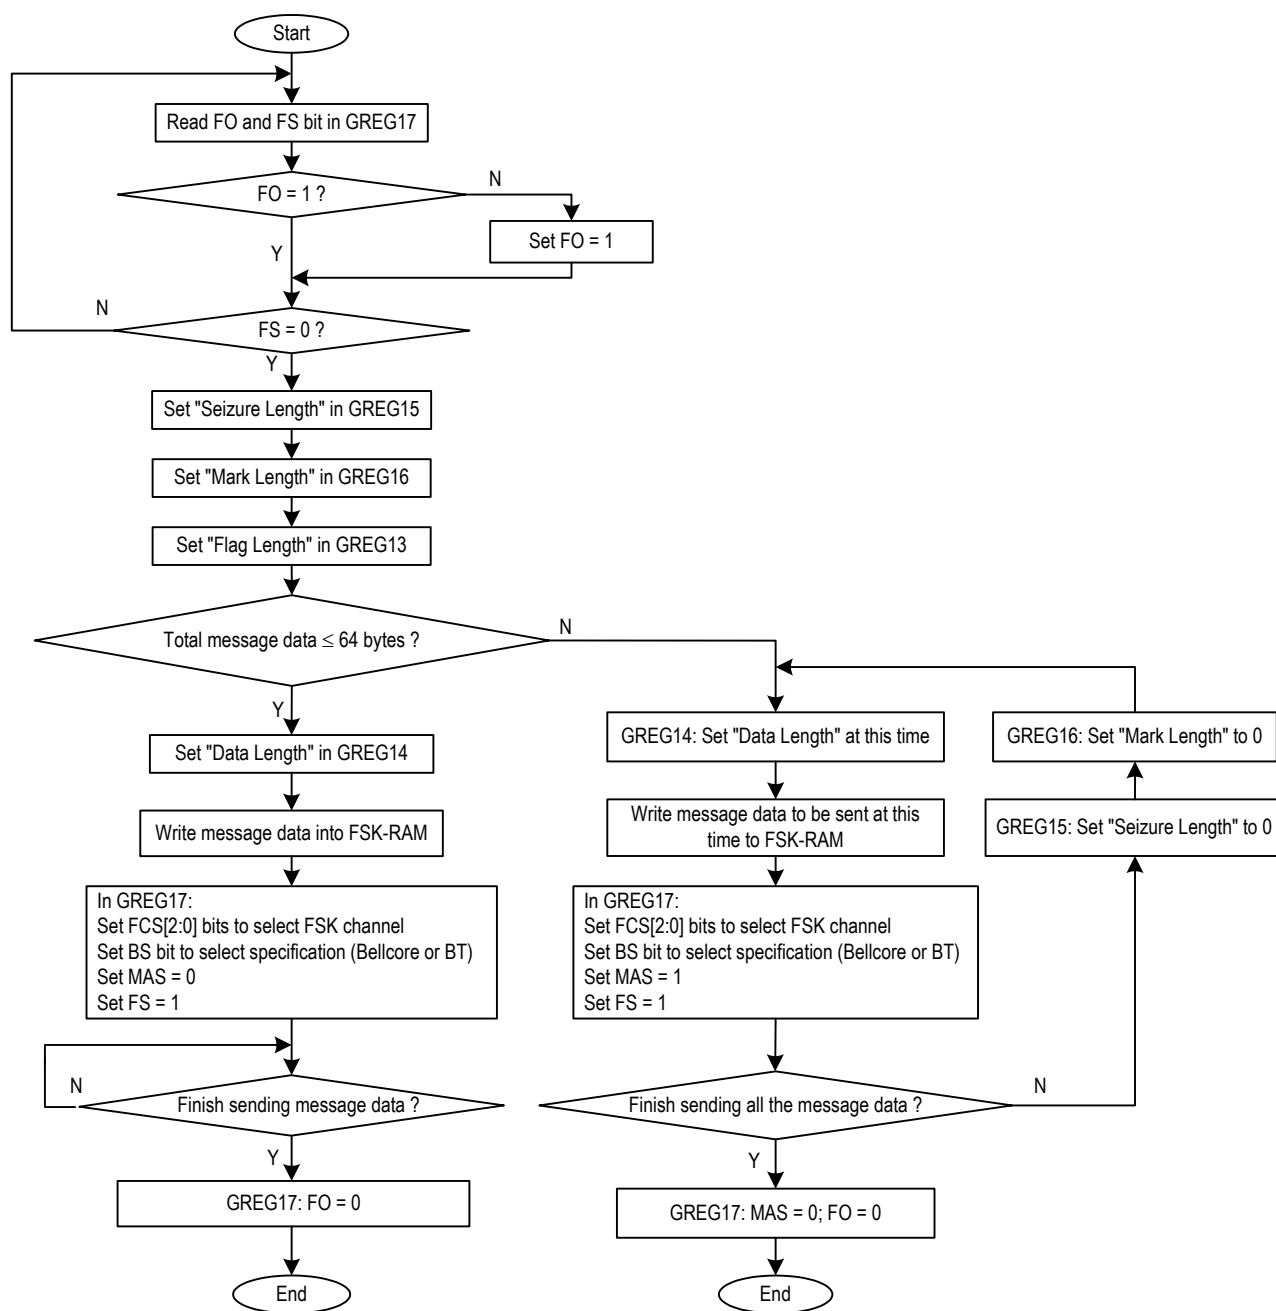 Start
Read FO and FS bit in GREG17
FO = 1 ?
N
Set FO = 1
Y
N
FS = 0 ?
Y
Set "Seizure Length" in GREG15
Set "Mark Length" in GREG16
Set "Flag Length" in GREG13
Total message data ≤ 64 bytes ?
N
Y
Set "Data Length" in GREG14
Write message data into FSK-RAM
In GREG17:
Set FCS[2:0] bits to select FSK channel
Set BS bit to select specification (Bellcore or BT)
Set MAS = 0
Set FS = 1
N
Finish sending message data ?
Y
GREG17: FO = 0
End
GREG14: Set "Data Length" at this time
Write message data to be sent at this
time to FSK-RAM
In GREG17:
Set FCS[2:0] bits to select FSK channel
Set BS bit to select specification (Bellcore or BT)
Set MAS = 1
Set FS = 1
Finish sending all the message data ?
N
Y
GREG17: MAS = 0; FO = 0
End
GREG16: Set "Mark Length" to 0
GREG15: Set "Seizure Length" to 0